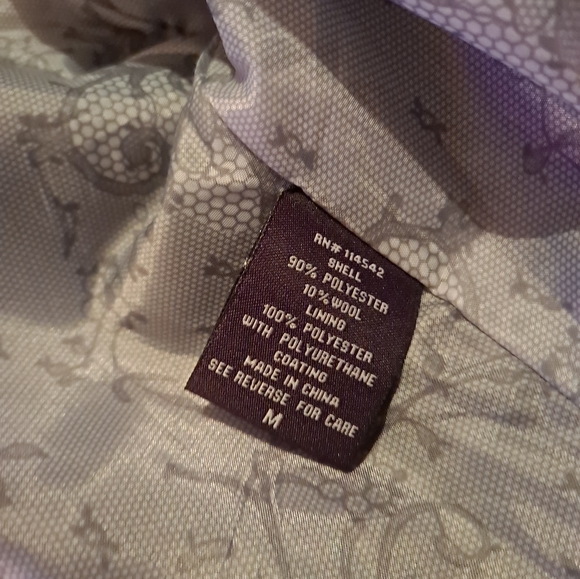 RN# 114542
SHELL
90% POLYESTER
10% WOOL
LINING
100% POLYESTER
WITH POLYURETHANE
COATING
MADE IN CHINA
SEE REVERSE FOR CARE
M